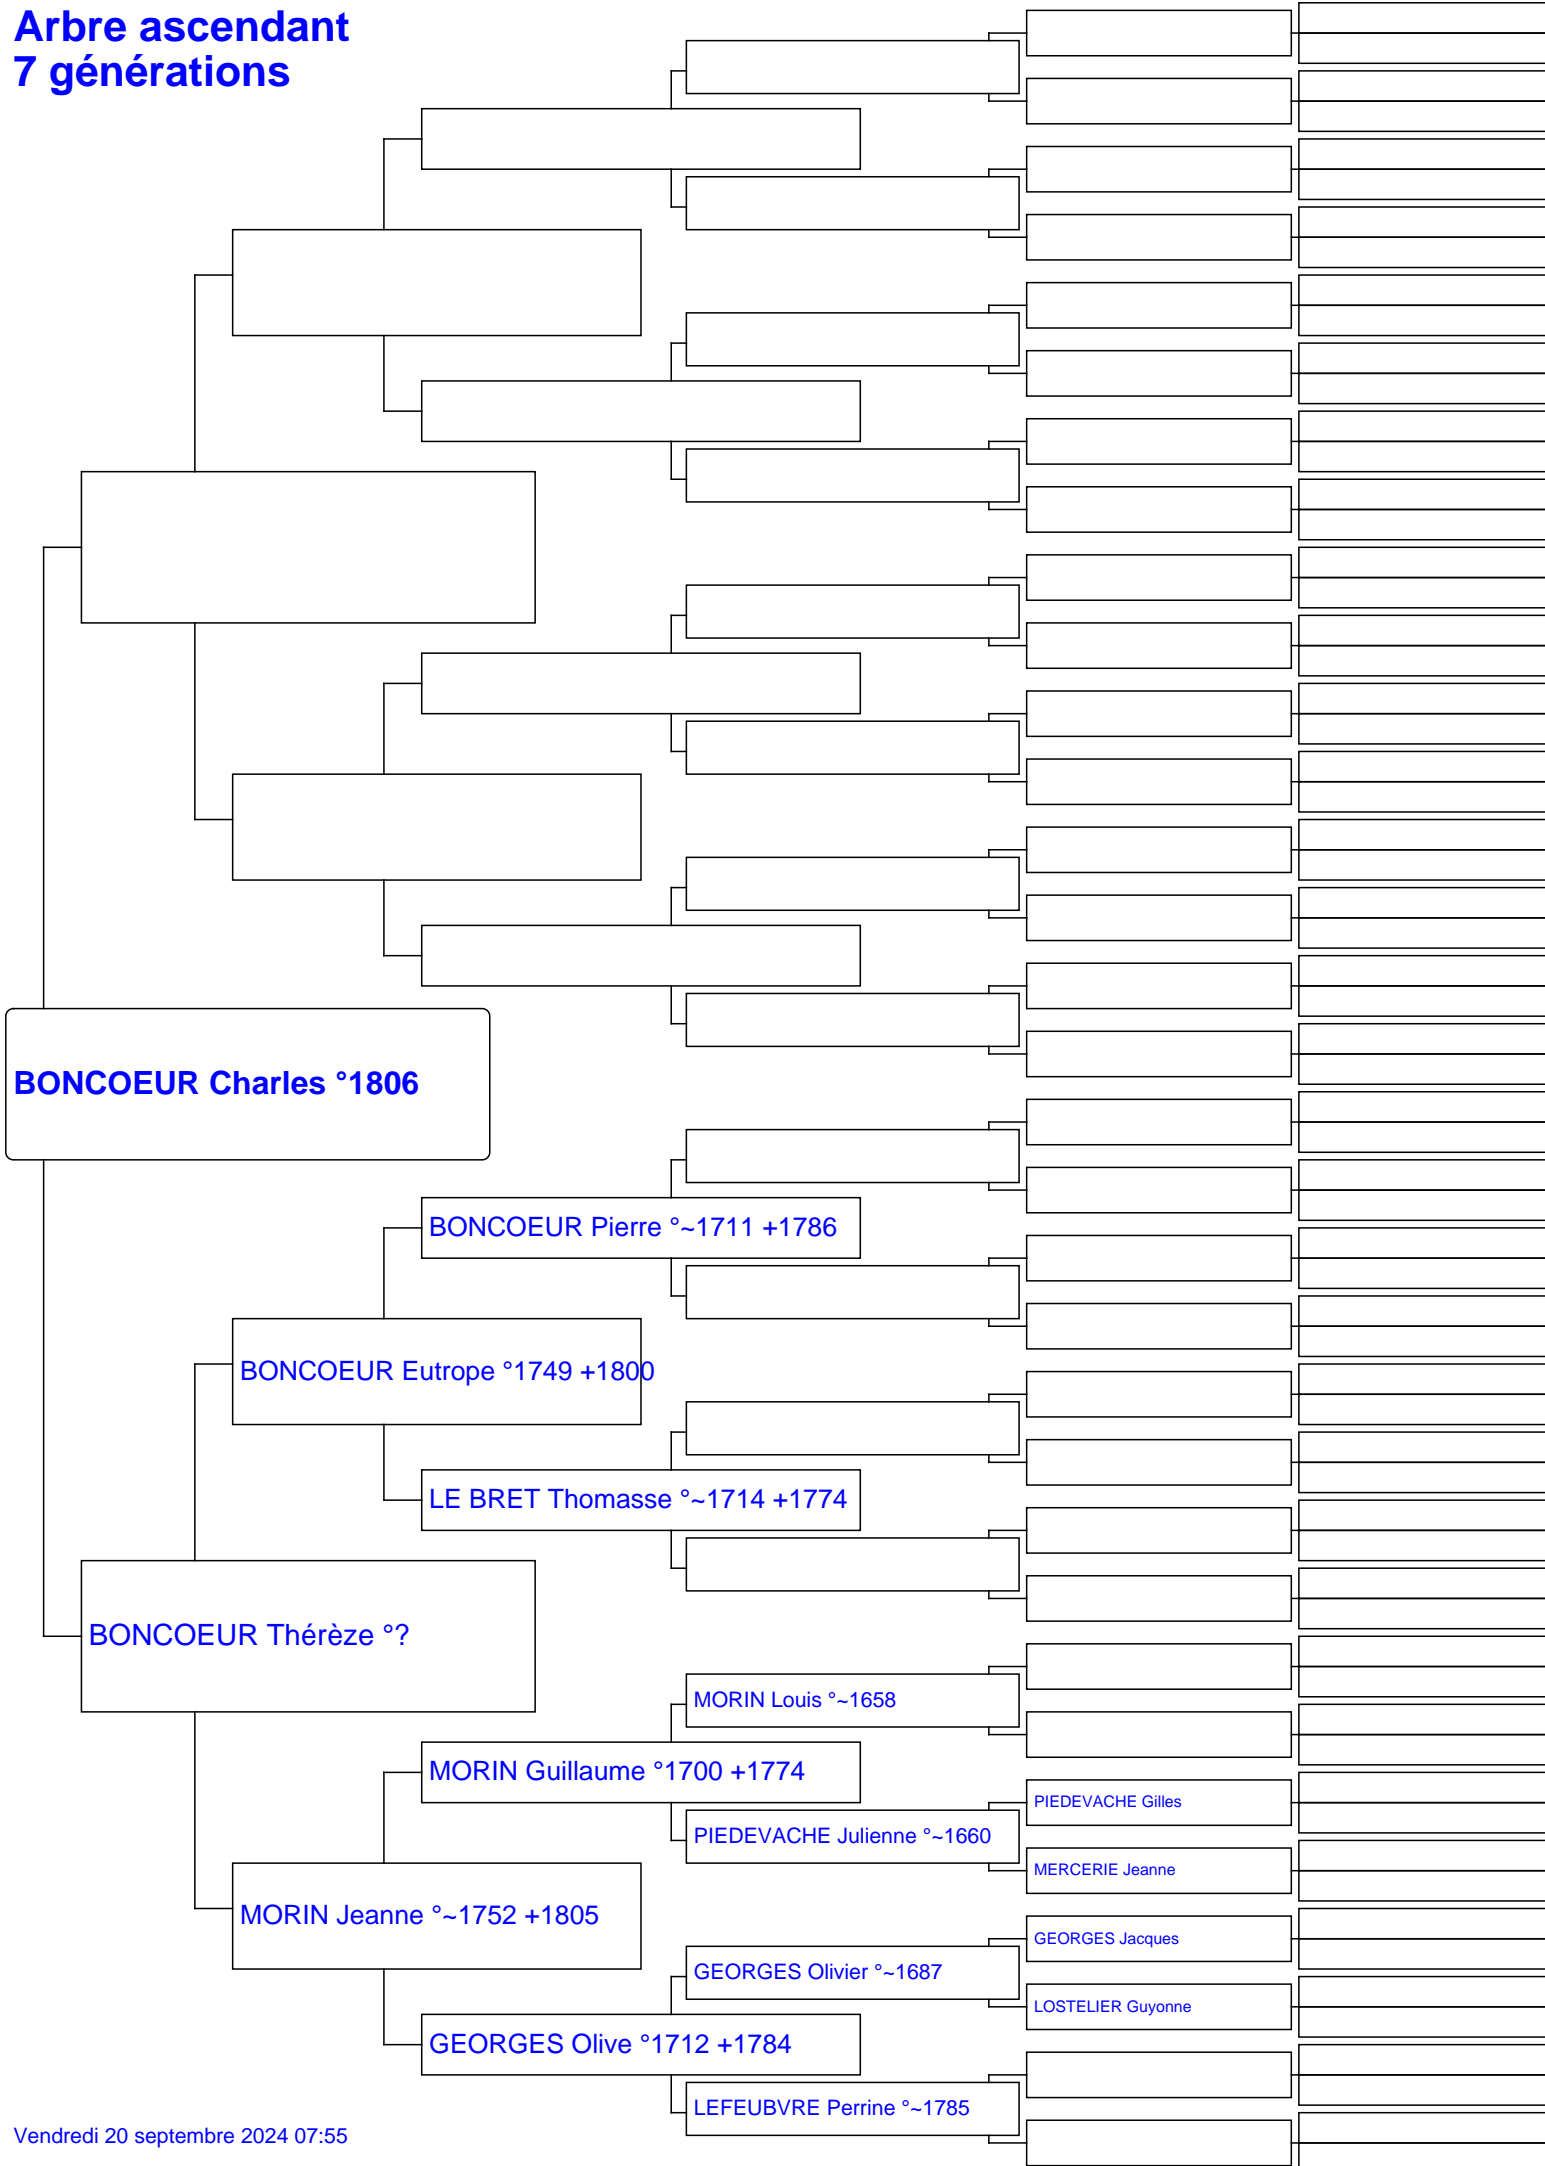 Arbre ascendant
7 générations
BONCOEUR Charles °1806
BONCOEUR Pierre °~1711 +1786
BONCOEUR Eutrope °1749 +1800
LE BRET Thomasse °~1714 +1774
BONCOEUR Thérèze °?
MORIN Louis °~1658
MORIN Guillaume °1700 +1774
PIEDEVACHE Gilles
PIEDEVACHE Julienne °~1660
MERCERIE Jeanne
MORIN Jeanne °~1752 +1805
GEORGES Jacques
GEORGES Olivier °~1687
LOSTELIER Guyonne
GEORGES Olive °1712 +1784
LEFEUBVRE Perrine °~1785
Vendredi 20 septembre 2024 07:55